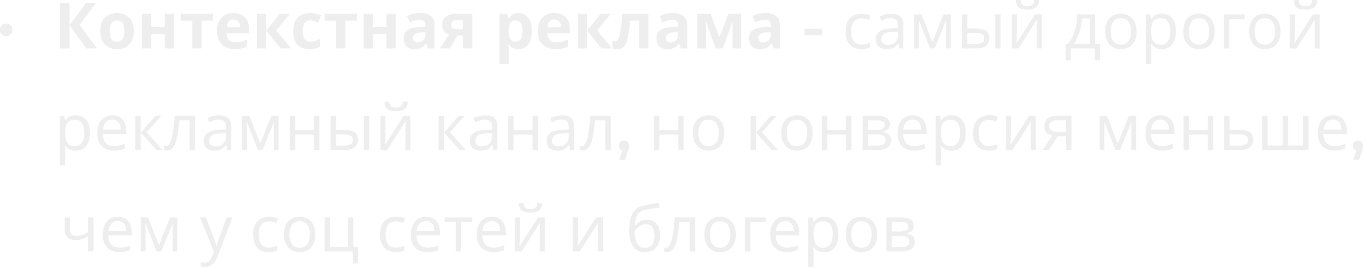 • Контекстная реклама - самый дорогой
рекламный канал, но конверсия меньше,
чем у соц сетей и блогеров